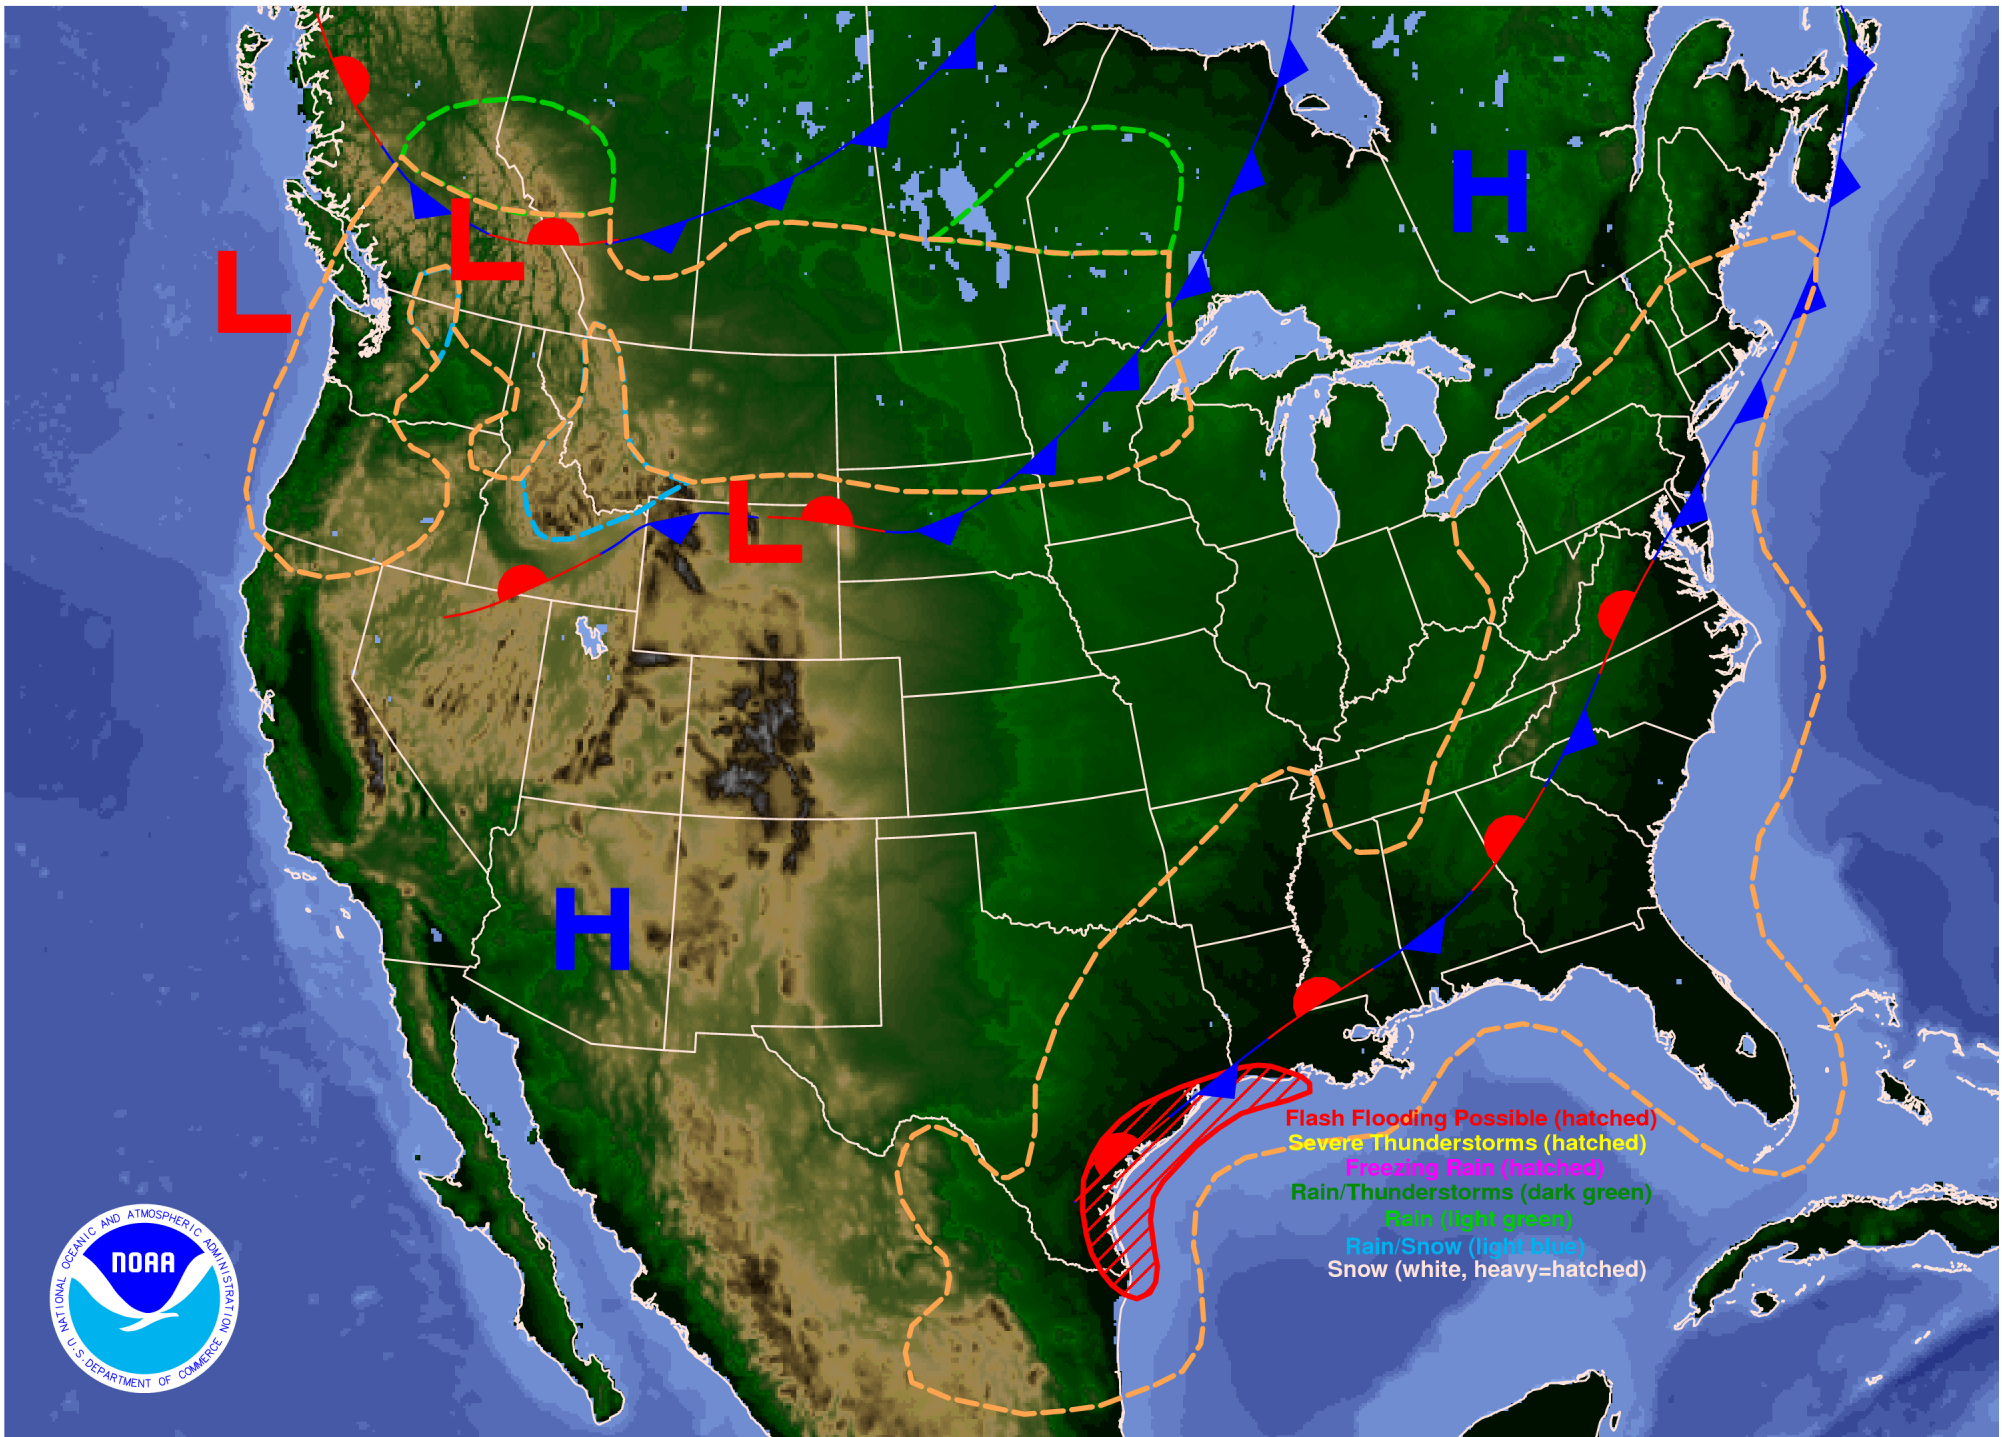 H
L
L
L
H
Flash Flooding Possible (hatched)
Severe Thunderstorms (hatched)
Freezing Rain (hatched)
Rain/Thunderstorms (dark green)
Rain (light green)
Rain/Snow (light blue)
Snow (white, heavy=hatched)
NATIONAL OCEANIC AND ATMOSPHERIC ADMINISTRATION
NOAA
U.S. DEPARTMENT OF COMMERCE